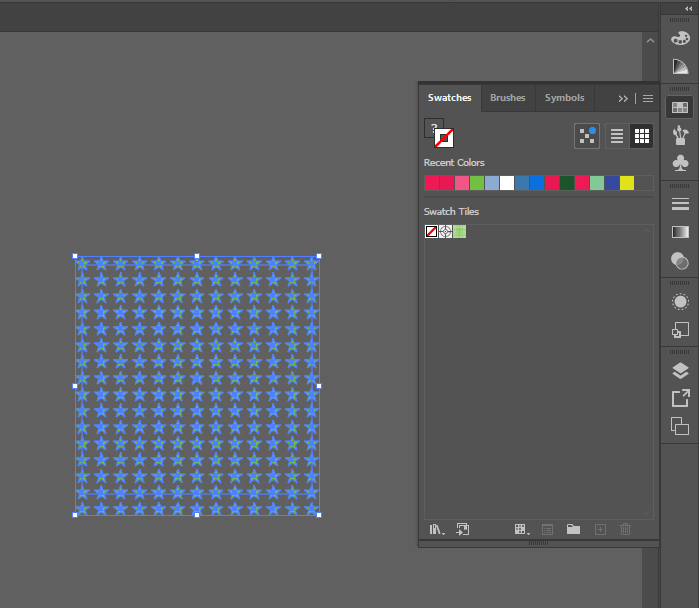 Swatches
Brushes
Symbols
?
Recent Colors
Swatch Tiles